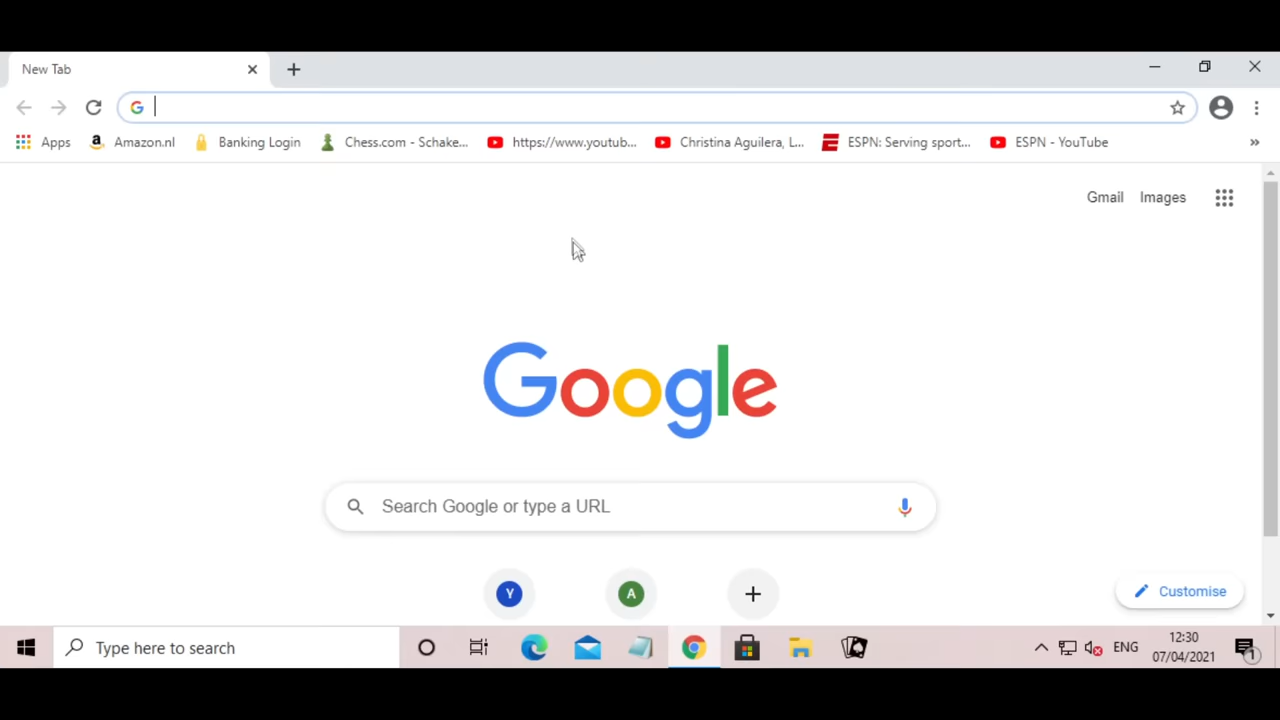 New Tab
Apps Amazon.nl Banking Login Chess.com - Schake... https://www.youtub... Christina Aguilera, L... ESPN: Serving sport... ESPN - YouTube »
Gmail Images
Google
Search Google or type a URL
Y A
Customise
Type here to search
ENG
12:30
07/04/2021
1